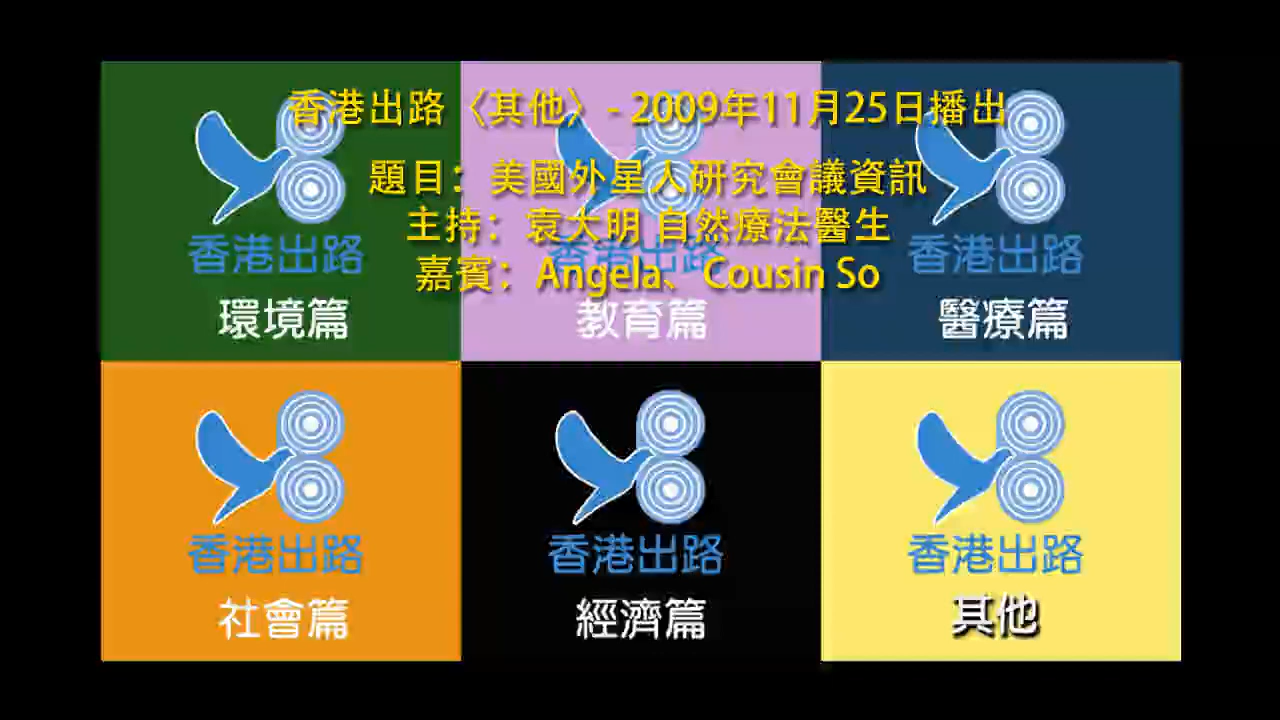 香港出路〈其他〉- 2009年11月25日播出
題目：美國外星人研究會議資訊
主持：袁大明 自然療法醫生
嘉賓：Angela、Cousin So
香港出路
香港出路
香港出路
環境篇
教育篇
醫療篇
香港出路
香港出路
香港出路
社會篇
經濟篇
其他